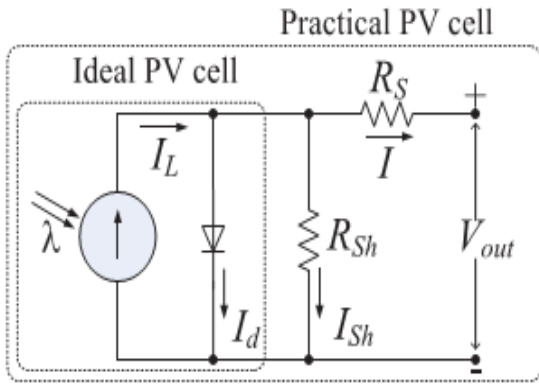 Practical PV cell
Ideal PV cell
R_S
+
I_L
I
λ
R_Sh
V_out
I_d
I_Sh
-